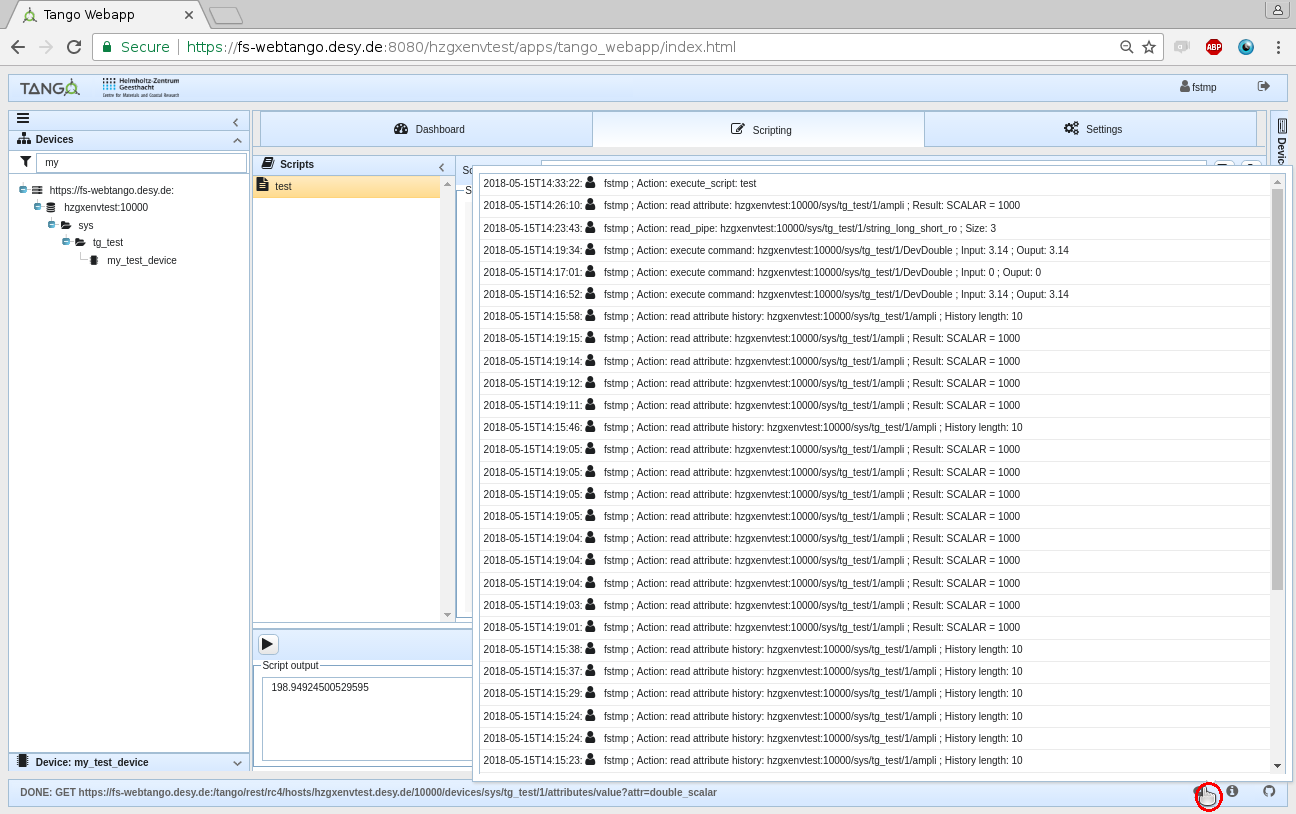 Tango Webapp
Secure https://fs-webtango.desy.de:8080/hzgxenvtest/apps/tango_webapp/index.html
ABP
TANGO
Helmholtz-Zentrum
Geesthacht
Centre for Materials and Coastal Research
fstmp
Devices
my
https://fs-webtango.desy.de:
hzgxenvtest:10000
sys
tg_test
my_test_device
Device: my_test_device
Dashboard
Scripting
Settings
Scripts
test
2018-05-15T14:33:22: fstmp ; Action: execute_script: test
2018-05-15T14:26:10: fstmp ; Action: read attribute: hzgxenvtest:10000/sys/tg_test/1/ampli ; Result: SCALAR = 1000
2018-05-15T14:23:43: fstmp ; Action: read_pipe: hzgxenvtest:10000/sys/tg_test/1/string_long_short_ro ; Size: 3
2018-05-15T14:19:34: fstmp ; Action: execute command: hzgxenvtest:10000/sys/tg_test/1/DevDouble ; Input: 3.14 ; Ouput: 3.14
2018-05-15T14:17:01: fstmp ; Action: execute command: hzgxenvtest:10000/sys/tg_test/1/DevDouble ; Input: 0 ; Ouput: 0
2018-05-15T14:16:52: fstmp ; Action: execute command: hzgxenvtest:10000/sys/tg_test/1/DevDouble ; Input: 3.14 ; Ouput: 3.14
2018-05-15T14:15:58: fstmp ; Action: read attribute history: hzgxenvtest:10000/sys/tg_test/1/ampli ; History length: 10
2018-05-15T14:19:15: fstmp ; Action: read attribute: hzgxenvtest:10000/sys/tg_test/1/ampli ; Result: SCALAR = 1000
2018-05-15T14:19:14: fstmp ; Action: read attribute: hzgxenvtest:10000/sys/tg_test/1/ampli ; Result: SCALAR = 1000
2018-05-15T14:19:12: fstmp ; Action: read attribute: hzgxenvtest:10000/sys/tg_test/1/ampli ; Result: SCALAR = 1000
2018-05-15T14:19:11: fstmp ; Action: read attribute: hzgxenvtest:10000/sys/tg_test/1/ampli ; Result: SCALAR = 1000
2018-05-15T14:15:46: fstmp ; Action: read attribute history: hzgxenvtest:10000/sys/tg_test/1/ampli ; History length: 10
2018-05-15T14:19:05: fstmp ; Action: read attribute: hzgxenvtest:10000/sys/tg_test/1/ampli ; Result: SCALAR = 1000
2018-05-15T14:19:05: fstmp ; Action: read attribute: hzgxenvtest:10000/sys/tg_test/1/ampli ; Result: SCALAR = 1000
2018-05-15T14:19:05: fstmp ; Action: read attribute: hzgxenvtest:10000/sys/tg_test/1/ampli ; Result: SCALAR = 1000
2018-05-15T14:19:05: fstmp ; Action: read attribute: hzgxenvtest:10000/sys/tg_test/1/ampli ; Result: SCALAR = 1000
2018-05-15T14:19:04: fstmp ; Action: read attribute: hzgxenvtest:10000/sys/tg_test/1/ampli ; Result: SCALAR = 1000
2018-05-15T14:19:04: fstmp ; Action: read attribute: hzgxenvtest:10000/sys/tg_test/1/ampli ; Result: SCALAR = 1000
2018-05-15T14:19:04: fstmp ; Action: read attribute: hzgxenvtest:10000/sys/tg_test/1/ampli ; Result: SCALAR = 1000
2018-05-15T14:19:03: fstmp ; Action: read attribute: hzgxenvtest:10000/sys/tg_test/1/ampli ; Result: SCALAR = 1000
2018-05-15T14:19:01: fstmp ; Action: read attribute: hzgxenvtest:10000/sys/tg_test/1/ampli ; Result: SCALAR = 1000
2018-05-15T14:15:38: fstmp ; Action: read attribute history: hzgxenvtest:10000/sys/tg_test/1/ampli ; History length: 10
2018-05-15T14:15:37: fstmp ; Action: read attribute history: hzgxenvtest:10000/sys/tg_test/1/ampli ; History length: 10
2018-05-15T14:15:29: fstmp ; Action: read attribute history: hzgxenvtest:10000/sys/tg_test/1/ampli ; History length: 10
2018-05-15T14:15:24: fstmp ; Action: read attribute history: hzgxenvtest:10000/sys/tg_test/1/ampli ; History length: 10
2018-05-15T14:15:24: fstmp ; Action: read attribute history: hzgxenvtest:10000/sys/tg_test/1/ampli ; History length: 10
2018-05-15T14:15:23: fstmp ; Action: read attribute history: hzgxenvtest:10000/sys/tg_test/1/ampli ; History length: 10
Script output
198.94924500529595
DONE: GET https://fs-webtango.desy.de:/tango/rest/rc4/hosts/hzgxenvtest.desy.de/10000/devices/sys/tg_test/1/attributes/value?attr=double_scalar